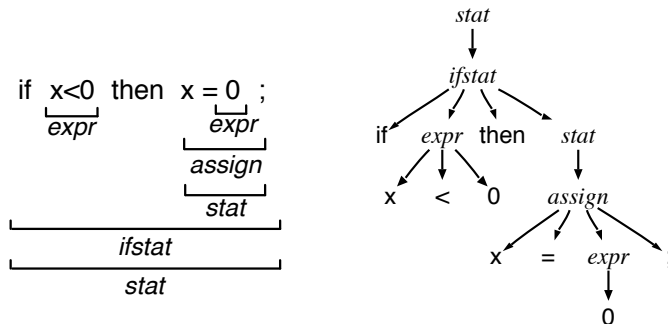 if x<0 then x = 0 ;
expr expr
assign
stat
ifstat
stat
stat
ifstat
if expr then stat
x < 0 assign
x = expr ;
0